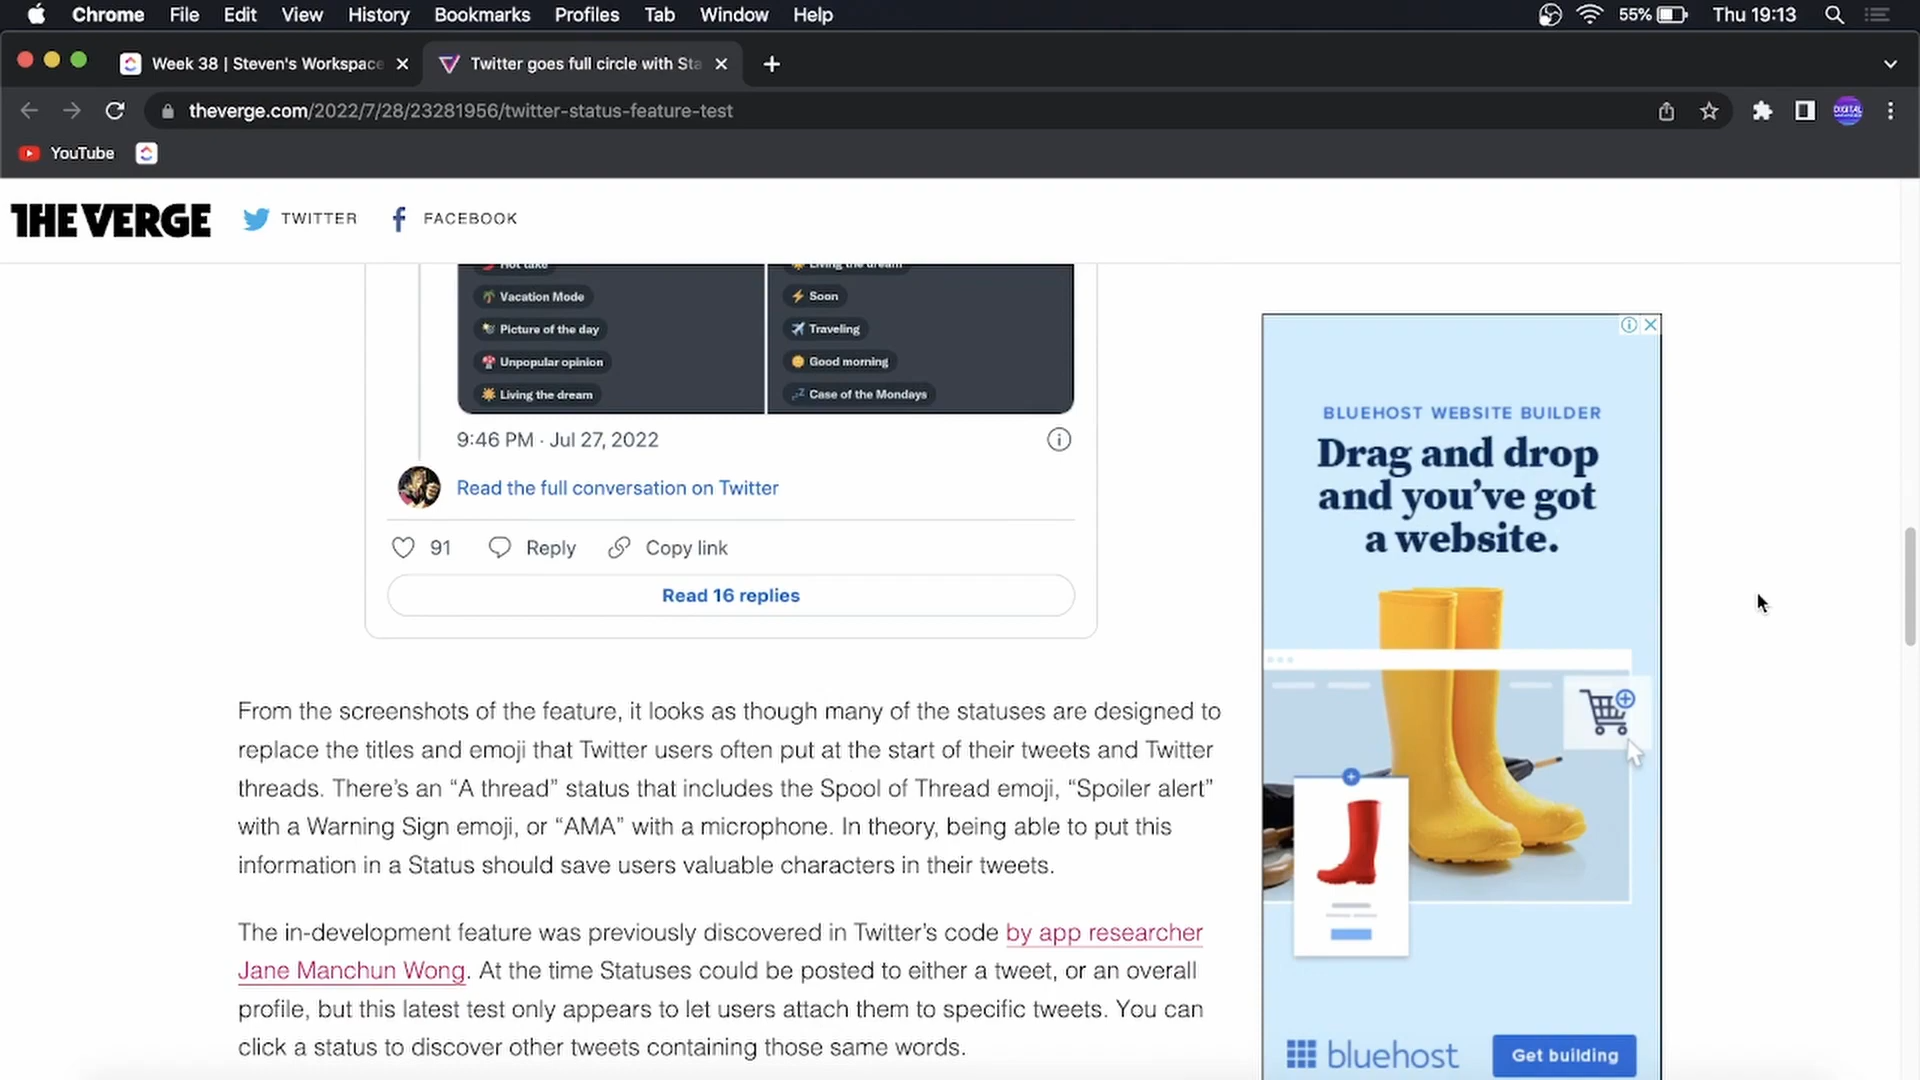 Chrome File Edit View History Bookmarks Profiles Tab Window Help 55% Thu 19:13
Week 38 | Steven's Workspace Twitter goes full circle with Sta
theverge.com/2022/7/28/23281956/twitter-status-feature-test
YouTube
THE VERGE TWITTER FACEBOOK
Hot take Living the dream
Vacation Mode Soon
Picture of the day Traveling
Unpopular opinion Good morning
Living the dream Case of the Mondays
9:46 PM · Jul 27, 2022
Read the full conversation on Twitter
91 Reply Copy link
Read 16 replies
From the screenshots of the feature, it looks as though many of the statuses are designed to
replace the titles and emoji that Twitter users often put at the start of their tweets and Twitter
threads. There’s an “A thread” status that includes the Spool of Thread emoji, “Spoiler alert”
with a Warning Sign emoji, or “AMA” with a microphone. In theory, being able to put this
information in a Status should save users valuable characters in their tweets.
The in-development feature was previously discovered in Twitter’s code by app researcher
Jane Manchun Wong. At the time Statuses could be posted to either a tweet, or an overall
profile, but this latest test only appears to let users attach them to specific tweets. You can
click a status to discover other tweets containing those same words.
BLUEHOST WEBSITE BUILDER
Drag and drop
and you’ve got
a website.
bluehost Get building